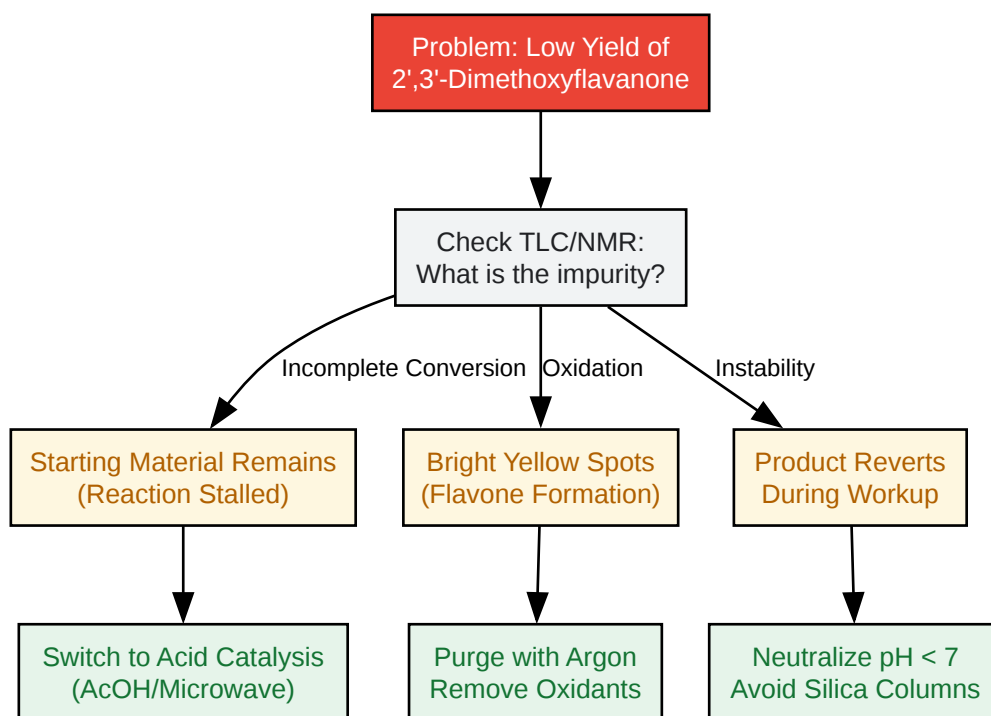 Problem: Low Yield of
2',3'-Dimethoxyflavanone
Check TLC/NMR:
What is the impurity?
Incomplete Conversion
Oxidation
Instability
Starting Material Remains
(Reaction Stalled)
Bright Yellow Spots
(Flavone Formation)
Product Reverts
During Workup
Switch to Acid Catalysis
(AcOH/Microwave)
Purge with Argon
Remove Oxidants
Neutralize pH < 7
Avoid Silica Columns